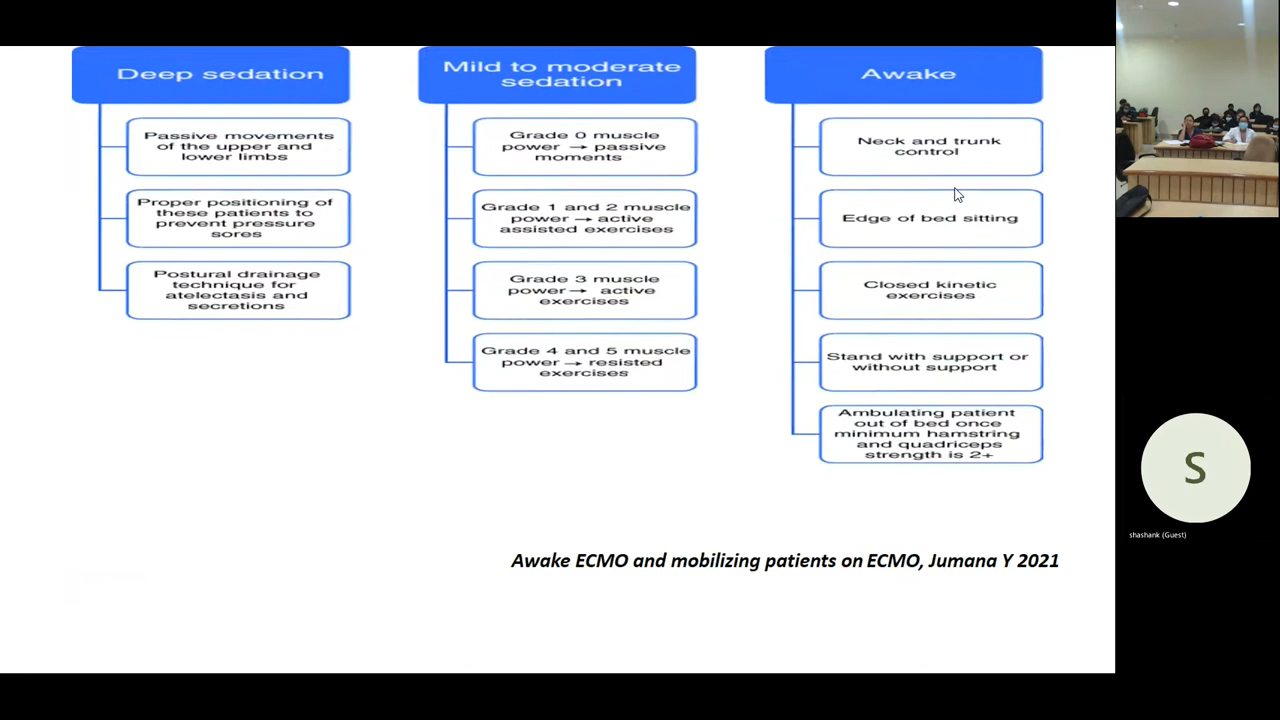 Deep sedation
Passive movements
of the upper and
lower limbs
Proper positioning of
these patients to
prevent pressure
sores
Postural drainage
technique for
atelectasis and
secretions
Mild to moderate
sedation
Grade 0 muscle
power → passive
moments
Grade 1 and 2 muscle
power → active
assisted exercises
Grade 3 muscle
power → active
exercises
Grade 4 and 5 muscle
power → resisted
exercises
Awake
Neck and trunk
control
Edge of bed sitting
Closed kinetic
exercises
Stand with support or
without support
Ambulating patient
out of bed once
minimum hamstring
and quadriceps
strength is 2+
Awake ECMO and mobilizing patients on ECMO, Jumana Y 2021
S
shashank (Guest)